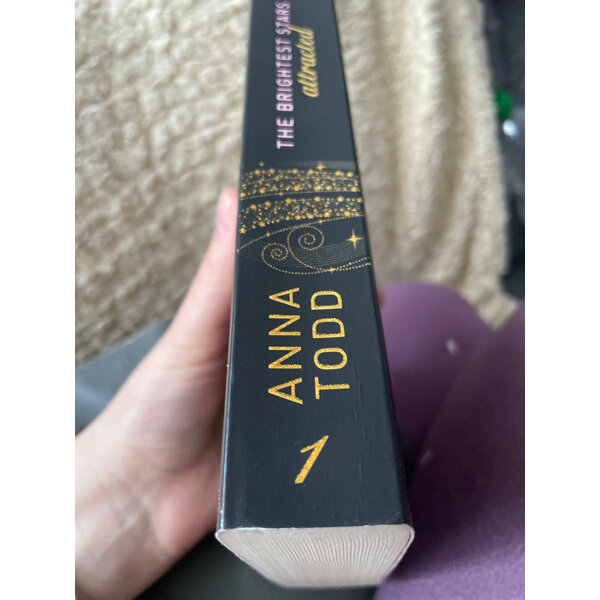 THE BRIGHTEST STARS
attracted
ANNA
TODD
1